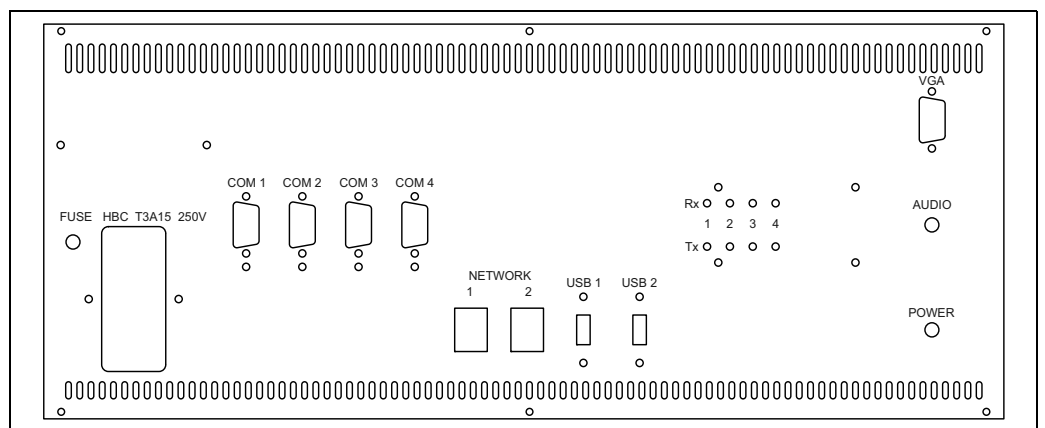 VGA
COM 1 COM 2 COM 3 COM 4
Rx
FUSE HBC T3A15 250V
AUDIO
1 2 3 4
Tx
NETWORK
1 2
USB 1 USB 2
POWER